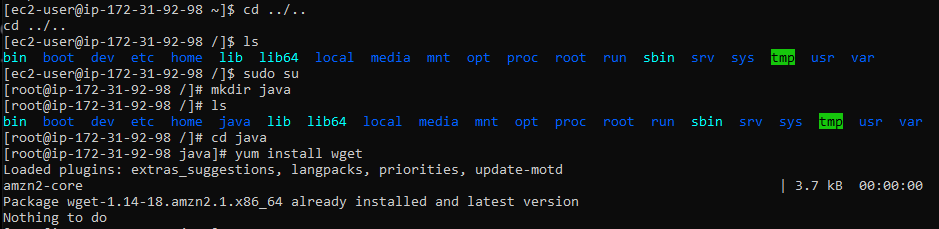 [ec2-user@ip-172-31-92-98 ~]$ cd ../..
cd ../..
[ec2-user@ip-172-31-92-98 /]$ ls
bin boot dev etc home lib lib64 local media mnt opt proc root run sbin srv sys tmp usr var
[ec2-user@ip-172-31-92-98 /]$ sudo su
[root@ip-172-31-92-98 /]# mkdir java
[root@ip-172-31-92-98 /]# ls
bin boot dev etc home java lib lib64 local media mnt opt proc root run sbin srv sys tmp usr var
[root@ip-172-31-92-98 /]# cd java
[root@ip-172-31-92-98 java]# yum install wget
Loaded plugins: extras_suggestions, langpacks, priorities, update-motd
amzn2-core | 3.7 kB 00:00:00
Package wget-1.14-18.amzn2.1.x86_64 already installed and latest version
Nothing to do